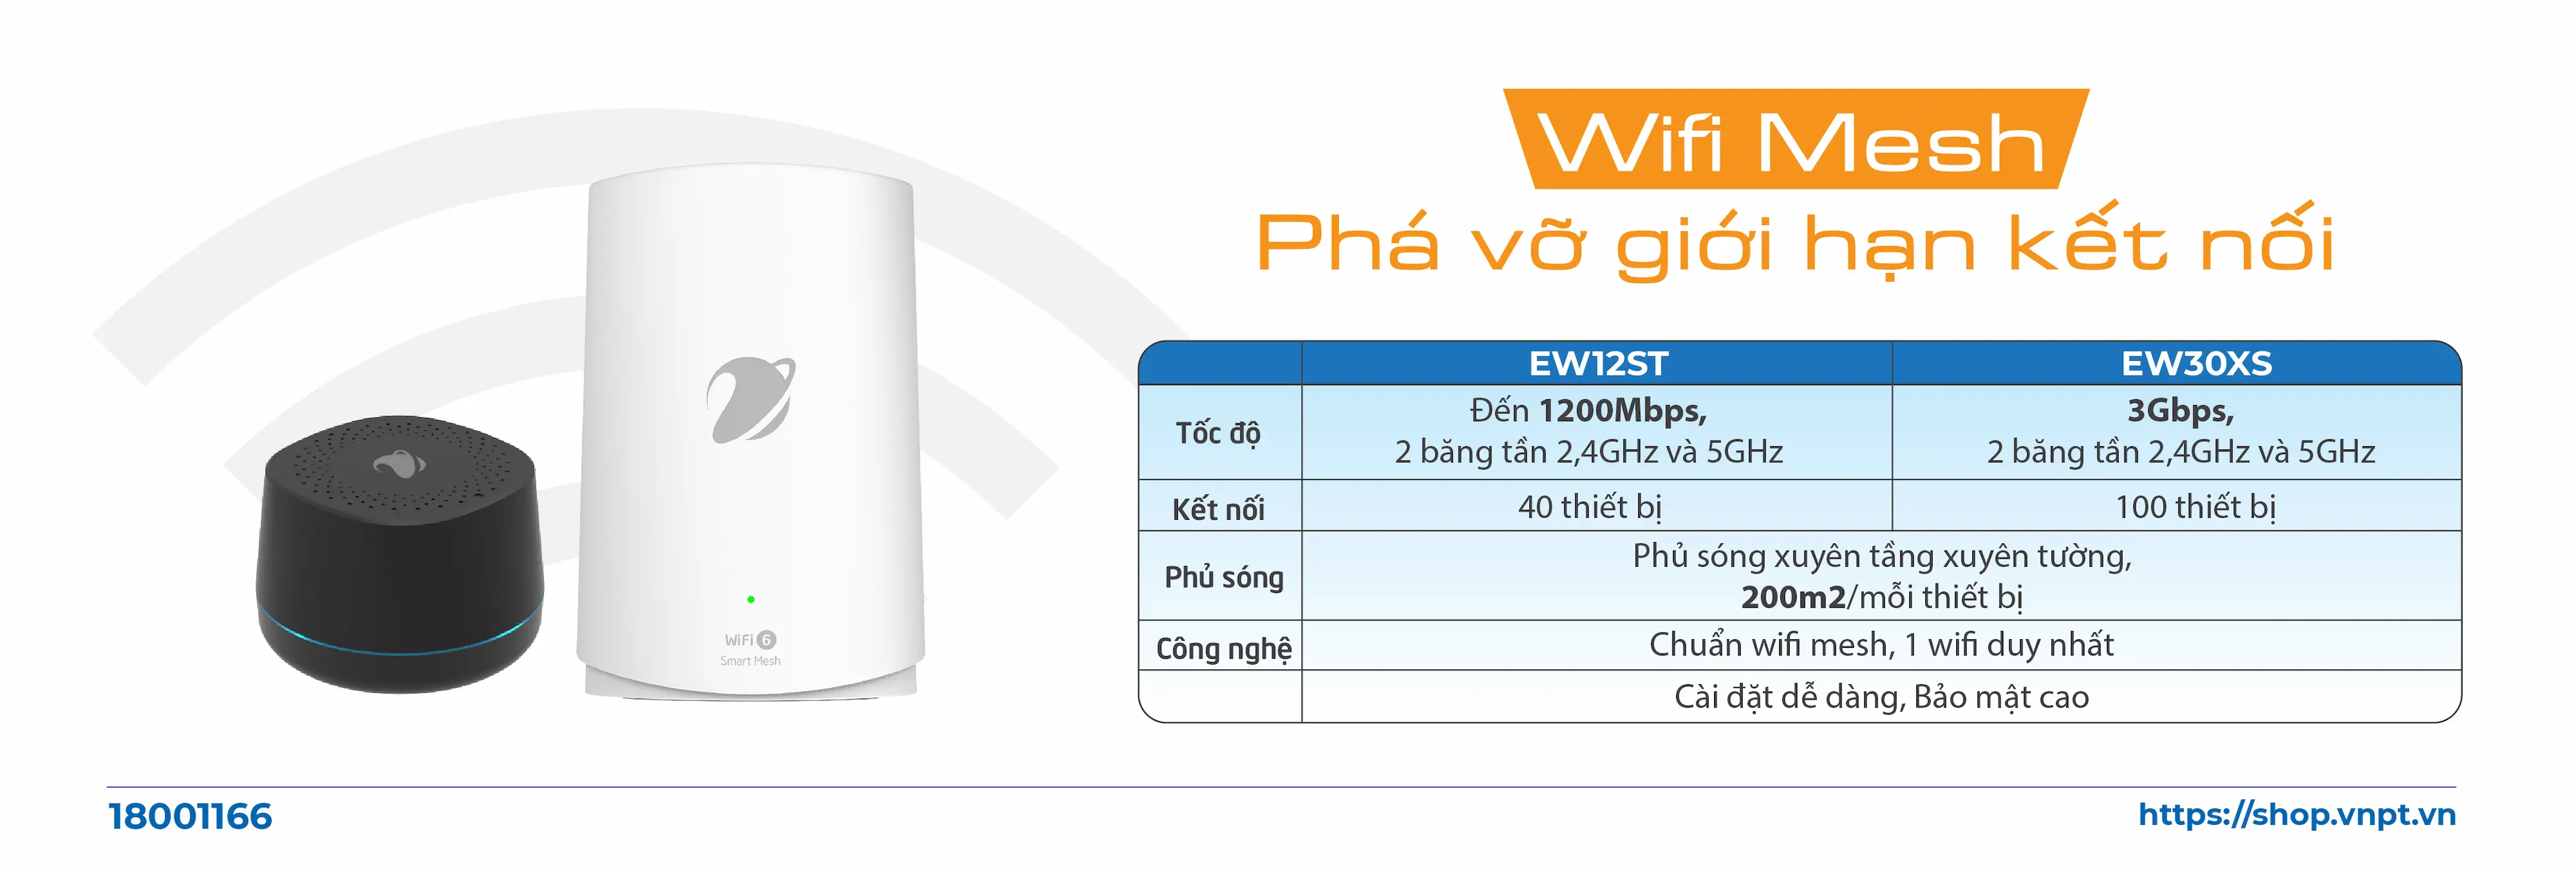 Wifi Mesh
Phá vỡ giới hạn kết nối
EW12ST EW30XS
Tốc độ
Đến 1200Mbps,
2 băng tần 2,4GHz và 5GHz
3Gbps,
2 băng tần 2,4GHz và 5GHz
Kết nối 40 thiết bị 100 thiết bị
Phủ sóng
Phủ sóng xuyên tầng xuyên tường,
200m2/mỗi thiết bị
Công nghệ Chuẩn wifi mesh, 1 wifi duy nhất
Cài đặt dễ dàng, Bảo mật cao
WiFi 6
Smart Mesh
18001166
https://shop.vnpt.vn